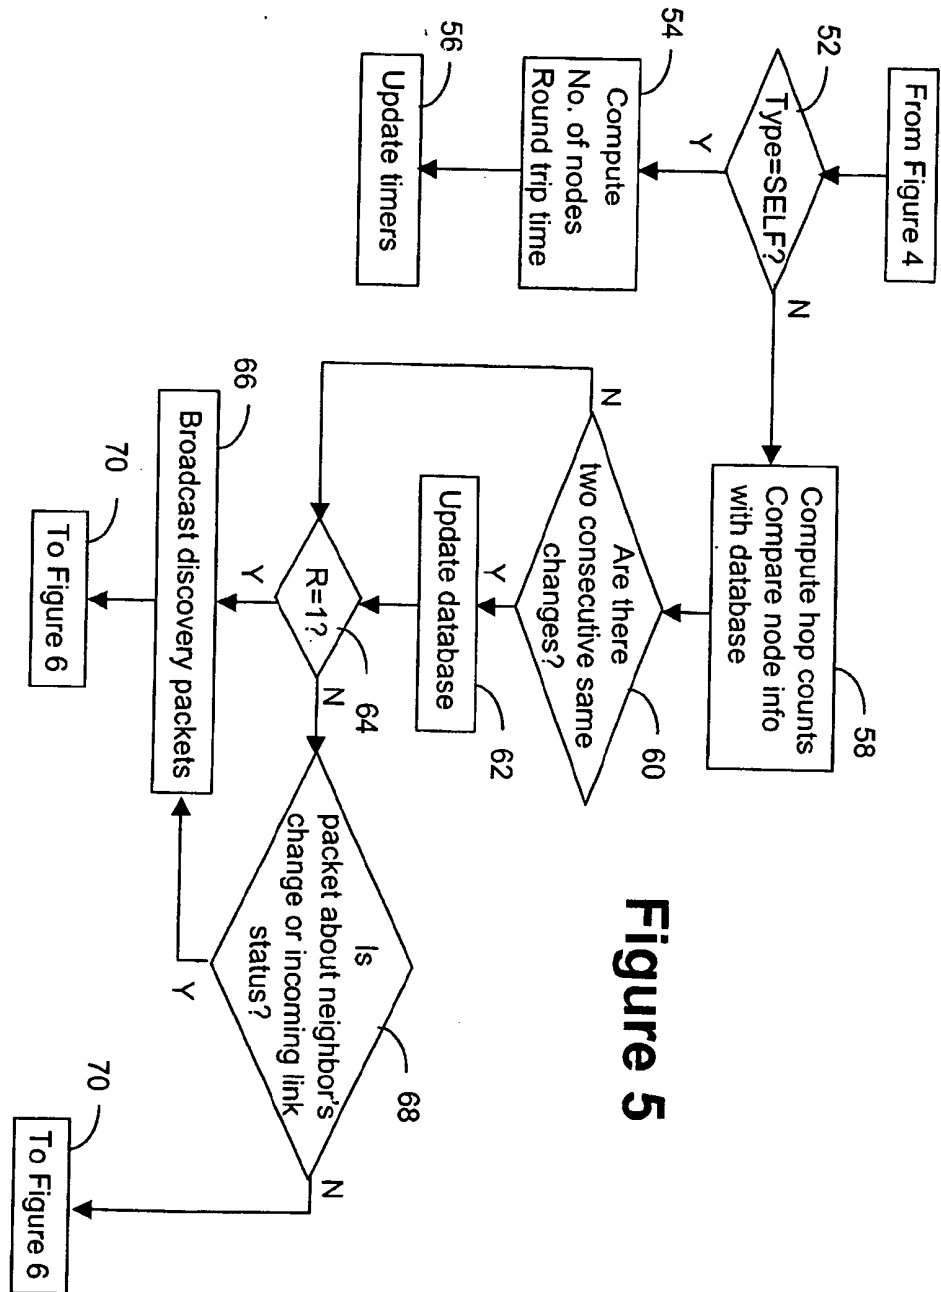 From Figure 4
52
Type=SELF?
N
Y
54
Compute
No. of nodes
Round trip time
56
Update timers
58
Compute hop counts
Compare node info
with database
60
Are there
two consecutive same
changes?
N
Y
62
Update database
64
R=1?
N
Y
66
Broadcast discovery packets
70
To Figure 6
68
Is
packet about neighbor's
change or incoming link
status?
Y
N
70
To Figure 6
Figure 5